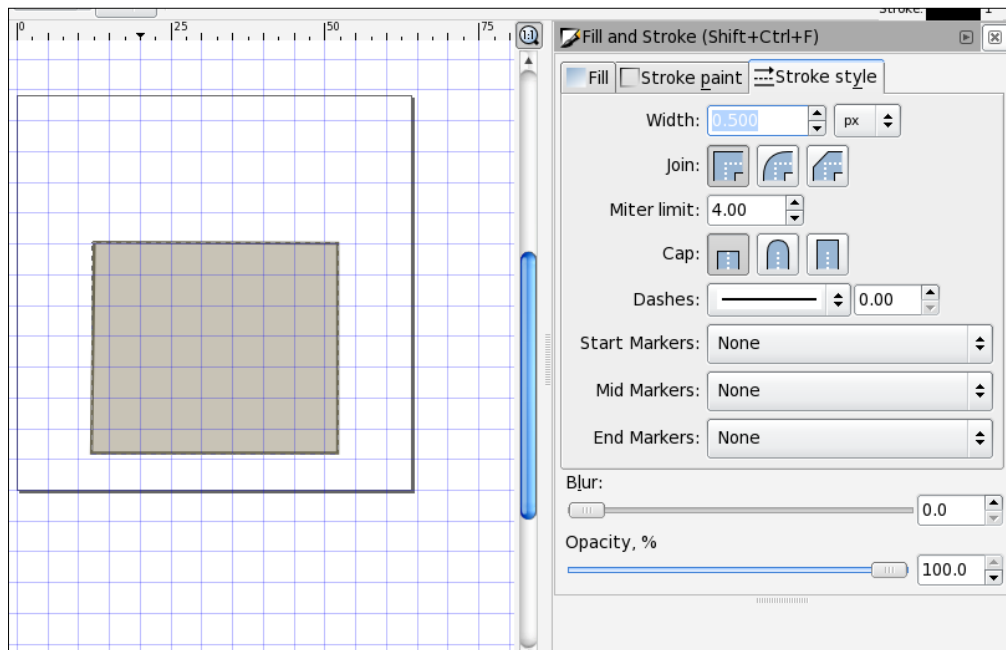 Stroke: 1
0 25 50 75
1:1
Fill and Stroke (Shift+Ctrl+F)
Fill Stroke paint Stroke style
Width: 0.500 px
Join:
Miter limit: 4.00
Cap:
Dashes: 0.00
Start Markers: None
Mid Markers: None
End Markers: None
Blur:
0.0
Opacity, %
100.0